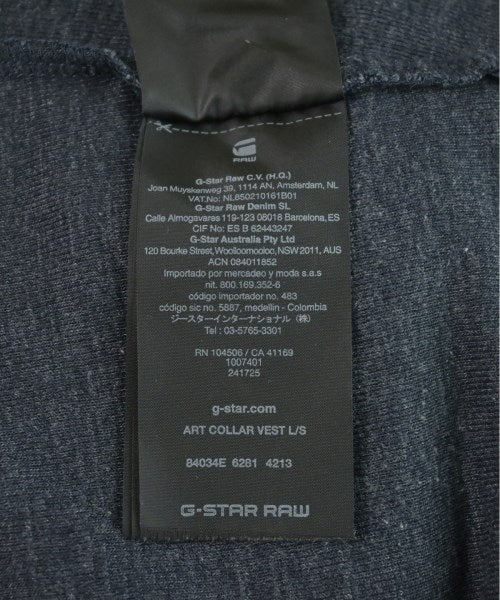 RAW
G-Star Raw C.V. (H.Q.)
Joan Muyskenweg 39, 1114 AN, Amsterdam, NL
VAT.No: NL850210161B01
G-Star Raw Denim SL
Calle Almogavares 119-123 08018 Barcelona, ES
CIF No: ES B 62443247
G-Star Australia Pty Ltd
120 Bourke Street, Woolloomooloo, NSW 2011, AUS
ACN 084011852
Importado por mercadeo y moda s.a.s
nit. 800.169.352-6
código importador no. 483
código sic no. 5887, medellin - Colombia
ジースターインターナショナル(株)
Tel : 03-5765-3301
RN 104506 / CA 41169
1007401
241725
g-star.com
ART COLLAR VEST L/S
84034E 6281 4213
G-STAR RAW